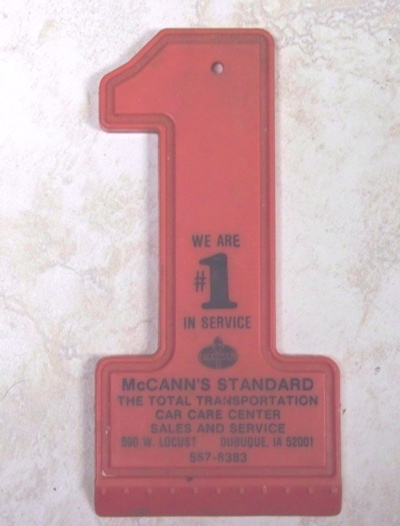 WE ARE
#1
IN SERVICE
McCANN'S STANDARD
THE TOTAL TRANSPORTATION
CAR CARE CENTER
SALES AND SERVICE
690 W. LOCUST DUBUQUE, IA 52001
557-8383